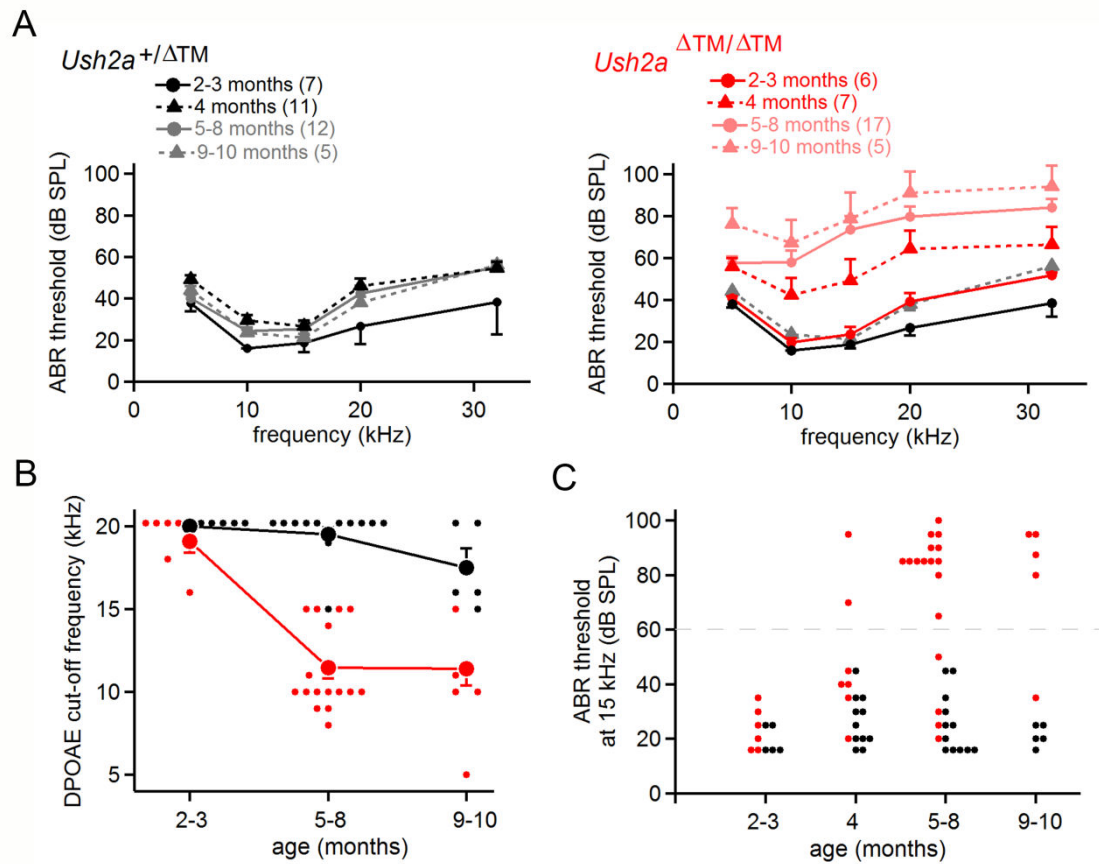 A
Ush2a +/ΔTM
2-3 months (7)
4 months (11)
5-8 months (12)
9-10 months (5)
100
80
60
40
20
0
ABR threshold (dB SPL)
0 10 20 30
frequency (kHz)
Ush2a ΔTM/ΔTM
2-3 months (6)
4 months (7)
5-8 months (17)
9-10 months (5)
100
80
60
40
20
0
ABR threshold (dB SPL)
0 10 20 30
frequency (kHz)
B
20
15
10
5
DPOAE cut-off frequency (kHz)
2-3 5-8 9-10
age (months)
C
100
80
60
40
20
0
ABR threshold
at 15 kHz (dB SPL)
2-3 4 5-8 9-10
age (months)